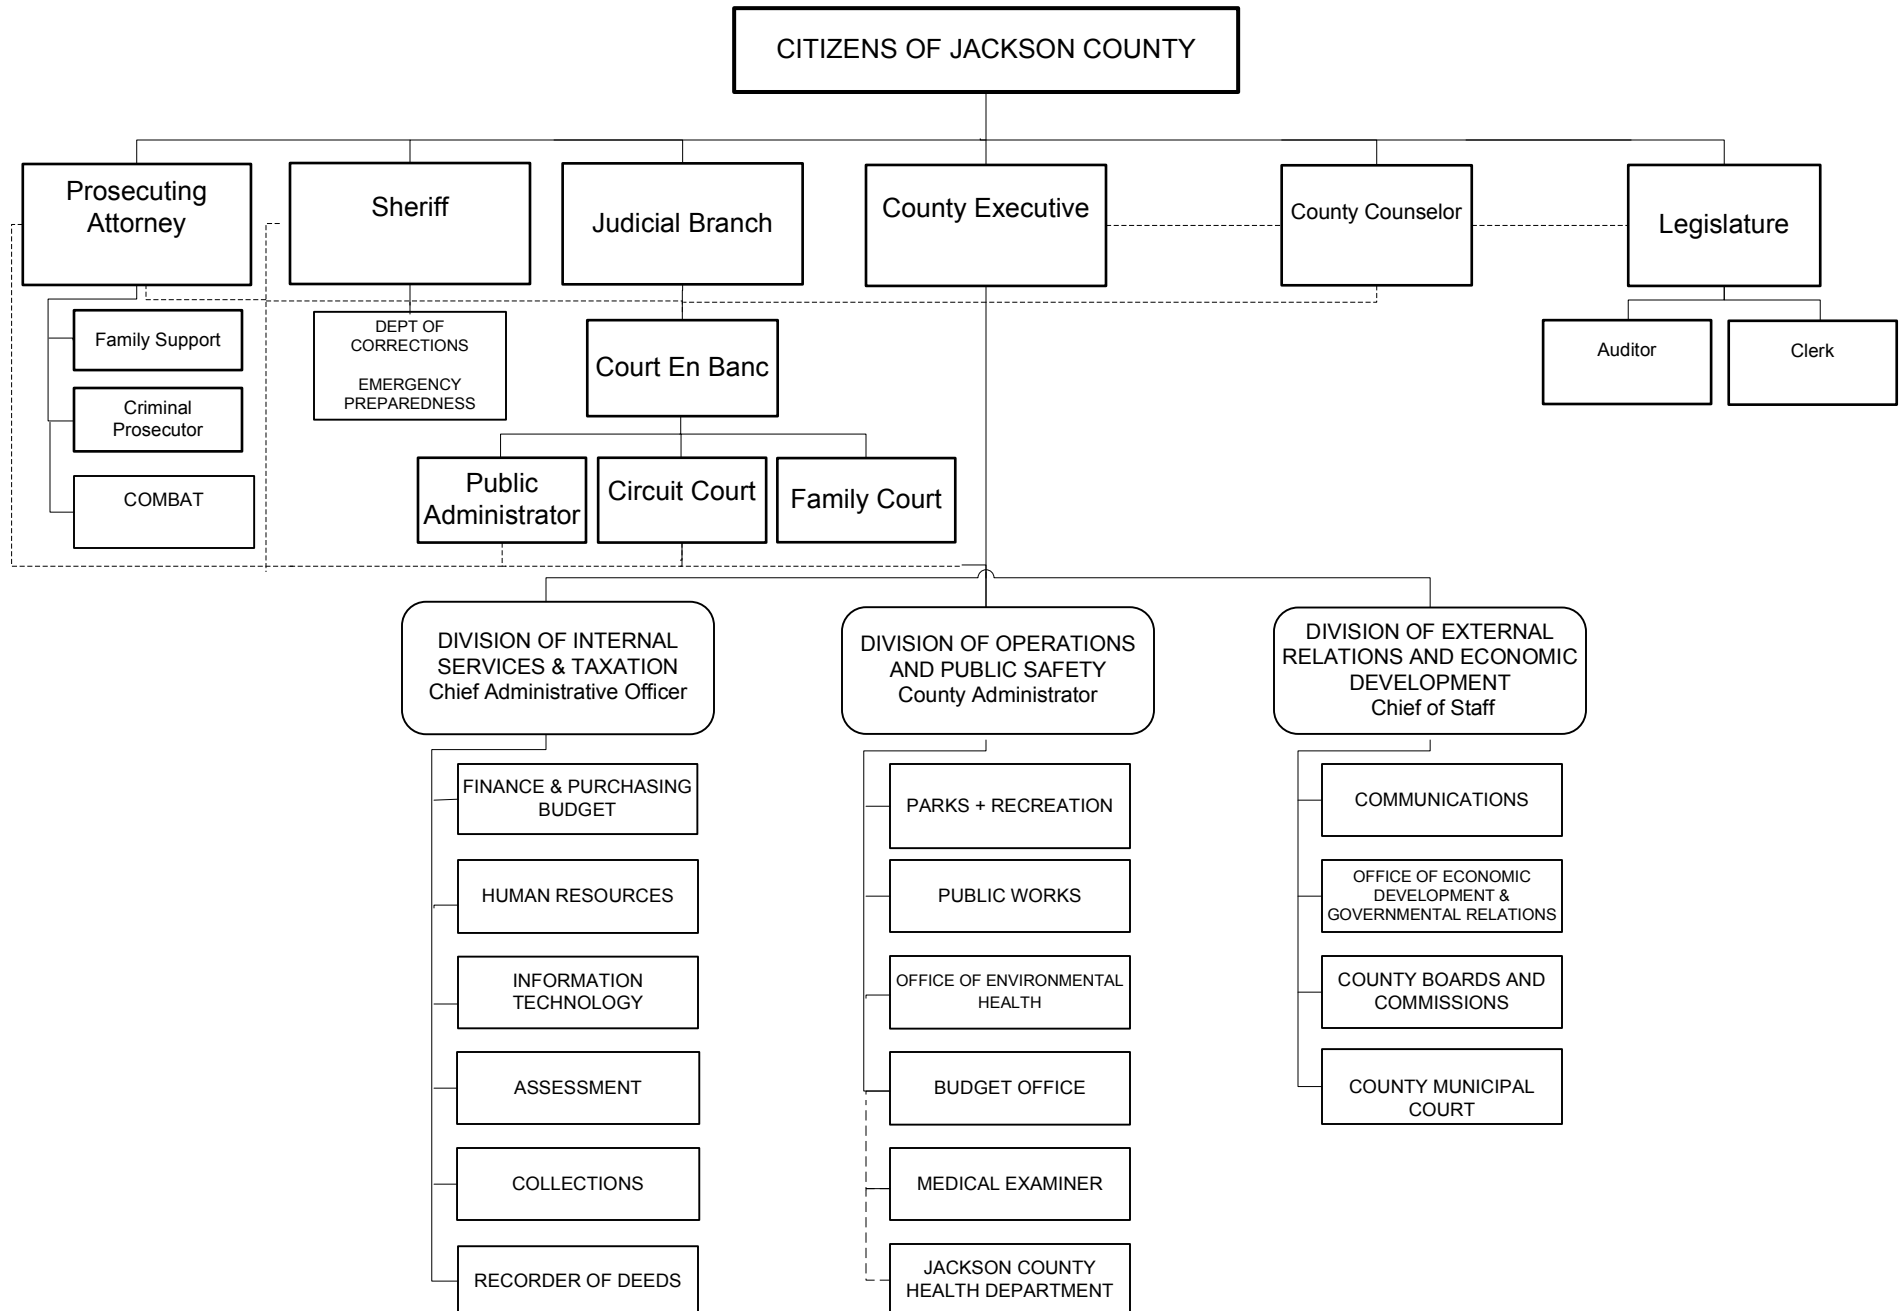 CITIZENS OF JACKSON COUNTY
Prosecuting
Attorney
Sheriff
Judicial Branch
County Executive
County Counselor
Legislature
Family Support
Criminal
Prosecutor
COMBAT
DEPT OF
CORRECTIONS
EMERGENCY
PREPAREDNESS
Court En Banc
Public
Administrator
Circuit Court
Family Court
Auditor
Clerk
DIVISION OF INTERNAL
SERVICES & TAXATION
Chief Administrative Officer
DIVISION OF OPERATIONS
AND PUBLIC SAFETY
County Administrator
DIVISION OF EXTERNAL
RELATIONS AND ECONOMIC
DEVELOPMENT
Chief of Staff
FINANCE & PURCHASING
BUDGET
HUMAN RESOURCES
INFORMATION
TECHNOLOGY
ASSESSMENT
COLLECTIONS
RECORDER OF DEEDS
PARKS + RECREATION
PUBLIC WORKS
OFFICE OF ENVIRONMENTAL
HEALTH
BUDGET OFFICE
MEDICAL EXAMINER
JACKSON COUNTY
HEALTH DEPARTMENT
COMMUNICATIONS
OFFICE OF ECONOMIC
DEVELOPMENT &
GOVERNMENTAL RELATIONS
COUNTY BOARDS AND
COMMISSIONS
COUNTY MUNICIPAL
COURT